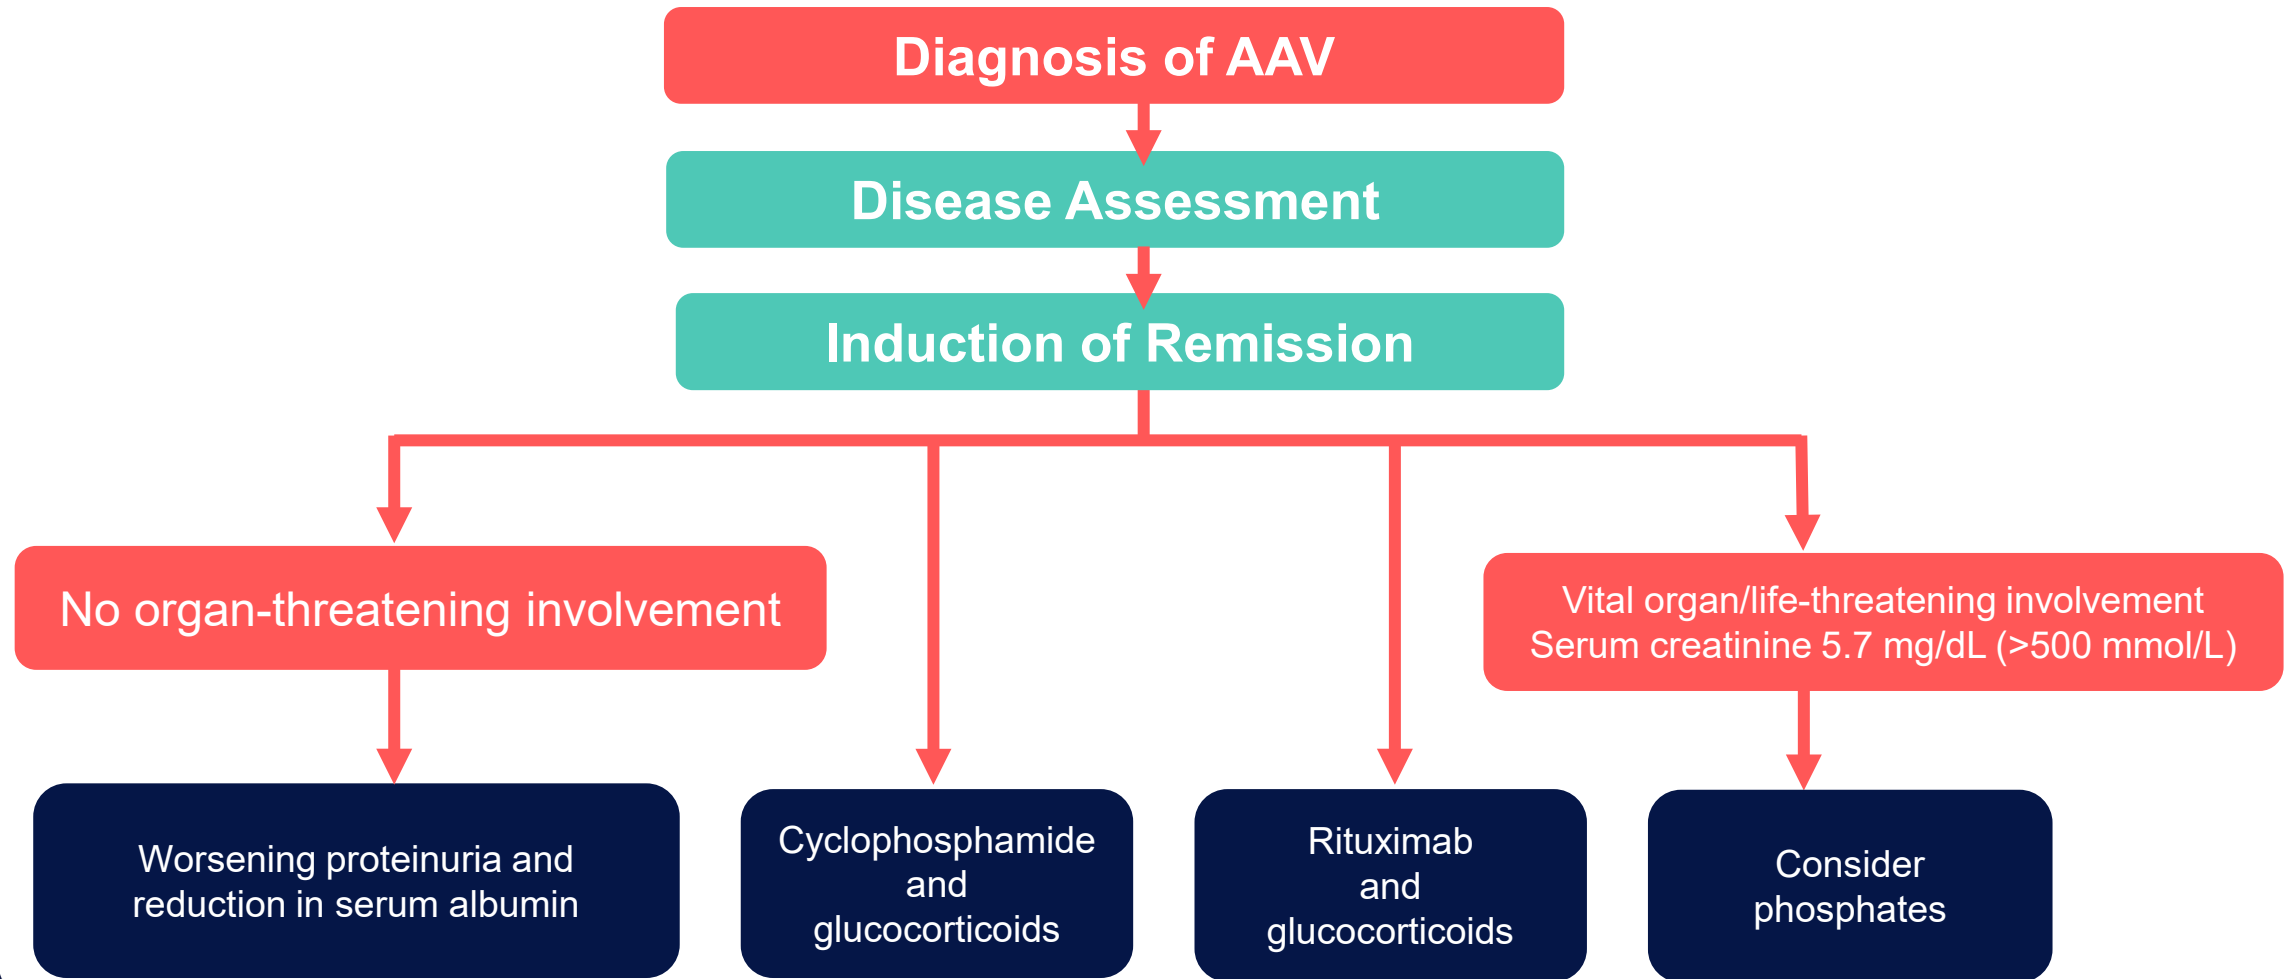 Diagnosis of AAV
Disease Assessment
Induction of Remission
No organ-threatening involvement
Vital organ/life-threatening involvement
Serum creatinine 5.7 mg/dL (>500 mmol/L)
Worsening proteinuria and
reduction in serum albumin
Cyclophosphamide
and
glucocorticoids
Rituximab
and
glucocorticoids
Consider
phosphates